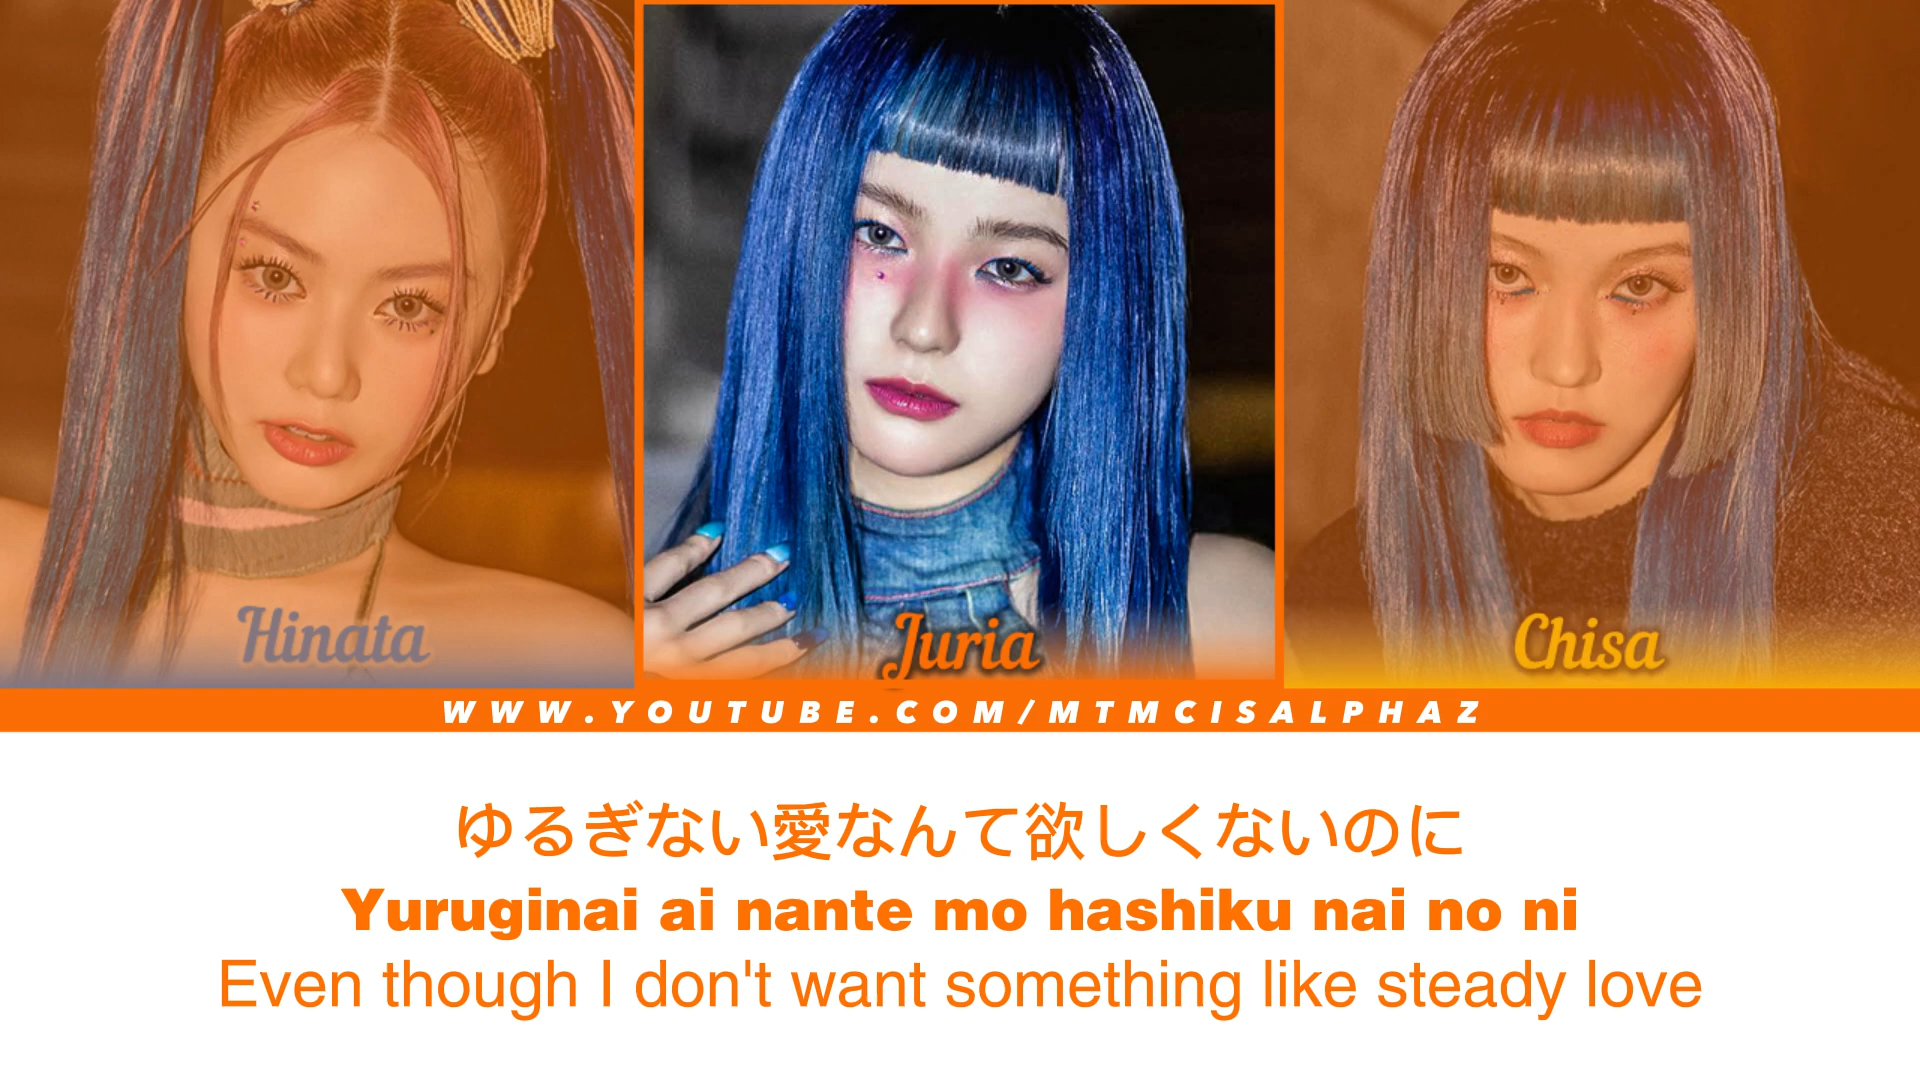 Hinata
Juria
Chisa
WWW.YOUTUBE.COM/MTMCISALPHAZ
ゆるぎない愛なんて欲しくないのに
Yuruginai ai nante mo hashiku nai no ni
Even though I don't want something like steady love